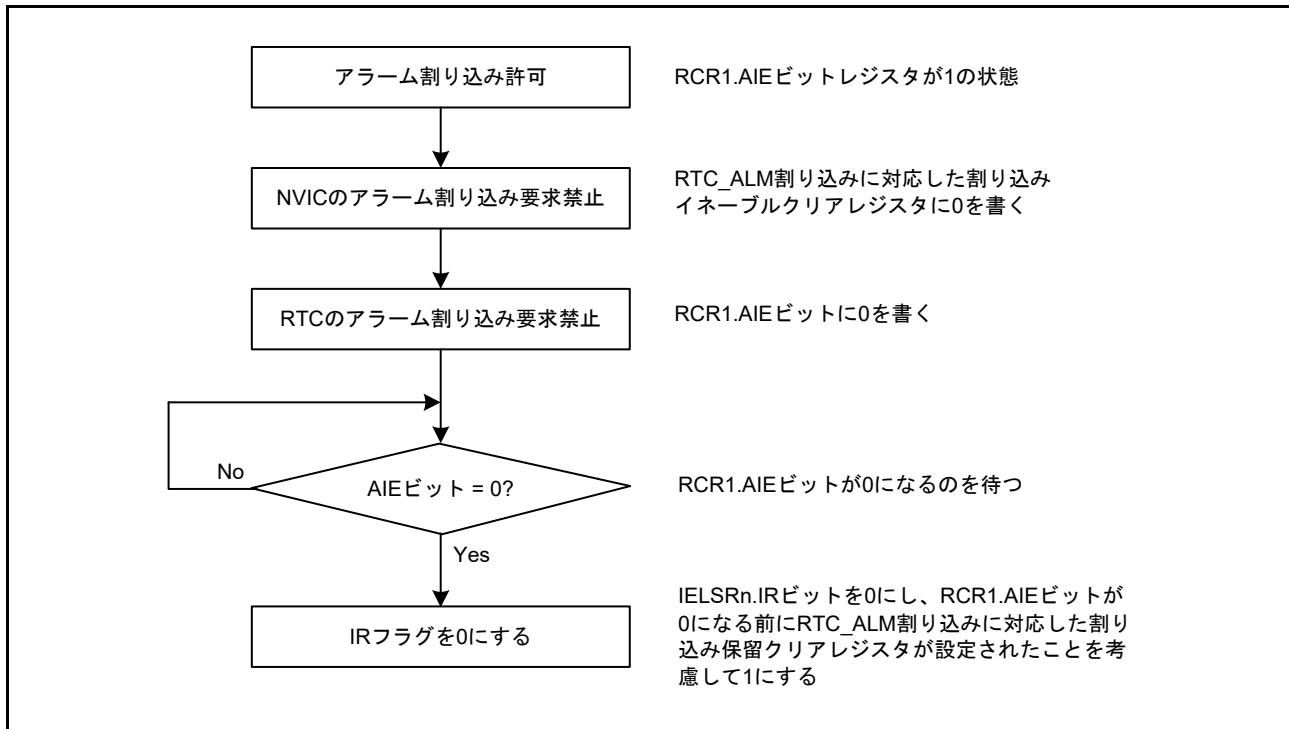 アラーム割り込み許可
RCR1.AIEビットレジスタが1の状態
NVICのアラーム割り込み要求禁止
RTC_ALM割り込みに対応した割り込み
イネーブルクリアレジスタに0を書く
RTCのアラーム割り込み要求禁止
RCR1.AIEビットに0を書く
No
AIEビット = 0?
RCR1.AIEビットが0になるのを待つ
Yes
IRフラグを0にする
IELSRn.IRビットを0にし、RCR1.AIEビットが
0になる前にRTC_ALM割り込みに対応した割り
込み保留クリアレジスタが設定されたことを考
慮して1にする